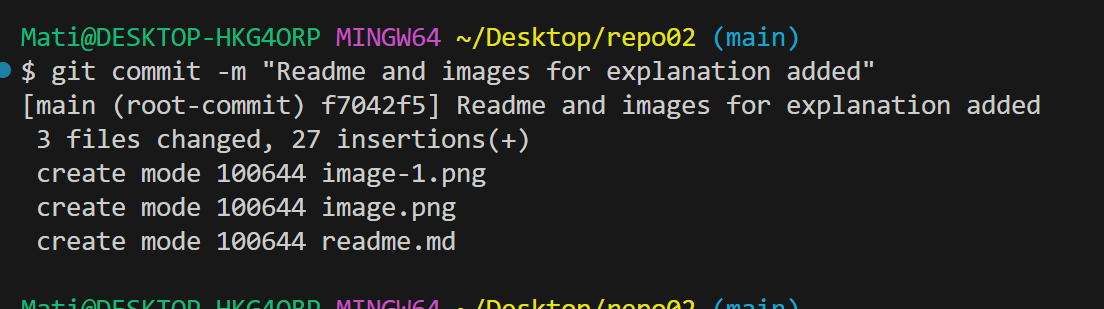 Mati@DESKTOP-HKG4ORP MINGW64 ~/Desktop/repo02 (main)
$ git commit -m "Readme and images for explanation added"
[main (root-commit) f7042f5] Readme and images for explanation added
 3 files changed, 27 insertions(+)
 create mode 100644 image-1.png
 create mode 100644 image.png
 create mode 100644 readme.md
Mati@DESKTOP-HKG4ORP MINGW64 ~/Desktop/repo02 (main)